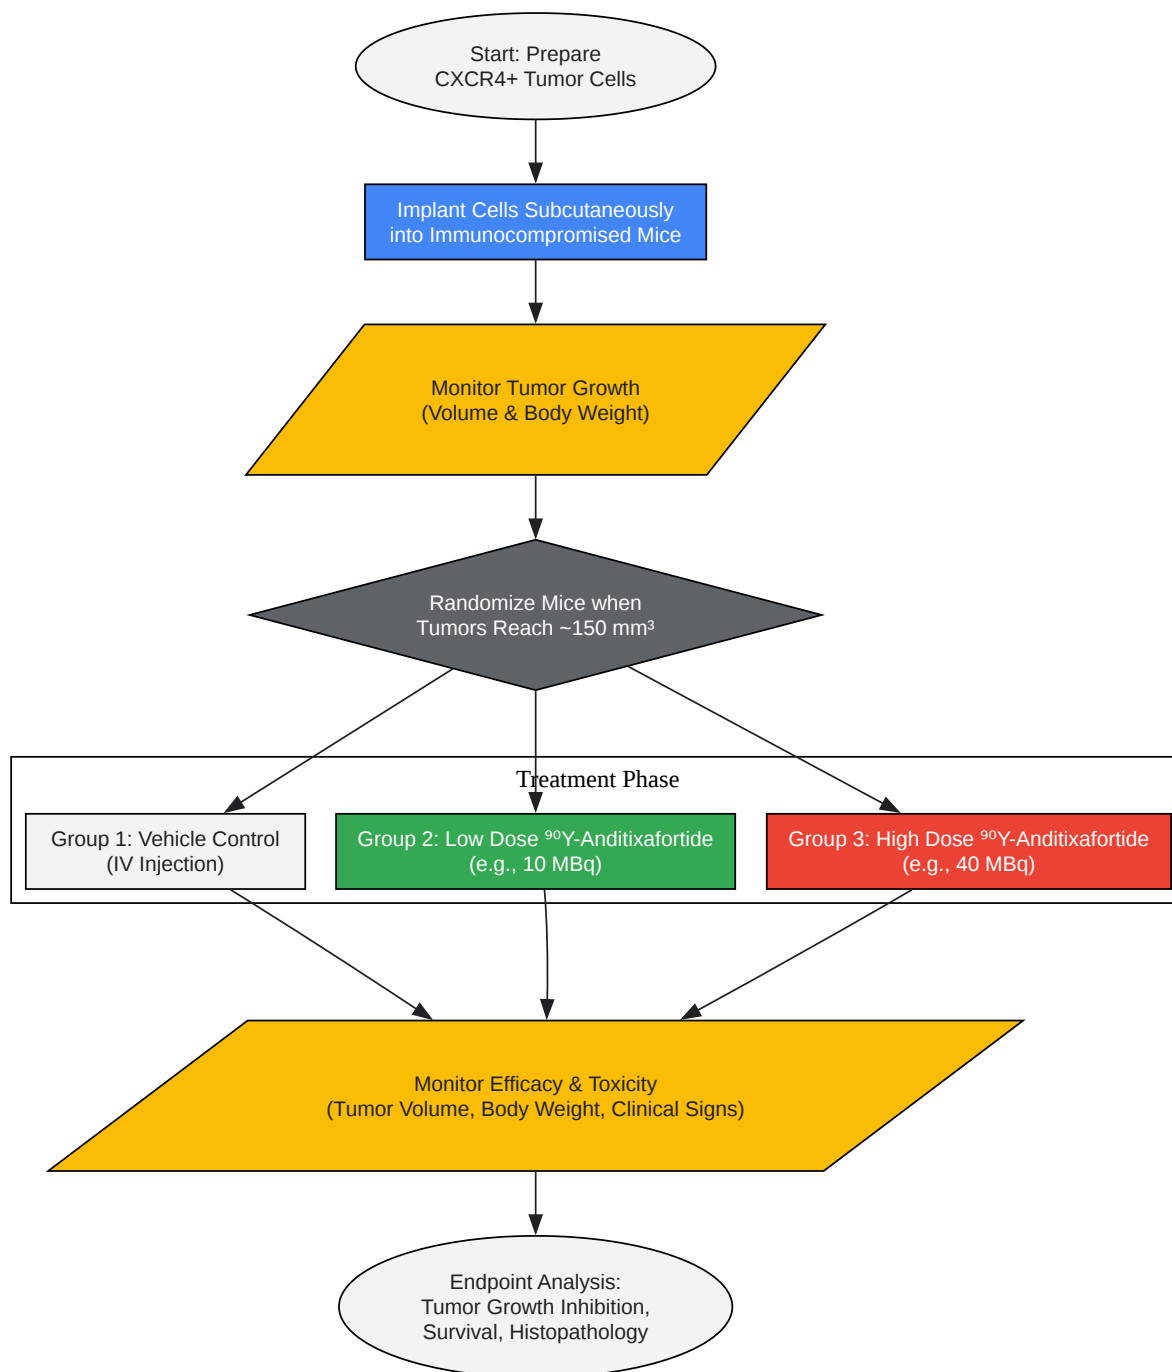 Start: Prepare
CXCR4+ Tumor Cells
Implant Cells Subcutaneously
into Immunocompromised Mice
Monitor Tumor Growth
(Volume & Body Weight)
Randomize Mice when
Tumors Reach ~150 mm³
Treatment Phase
Group 1: Vehicle Control
(IV Injection)
Group 2: Low Dose ⁹⁰Y-Anditixafortide
(e.g., 10 MBq)
Group 3: High Dose ⁹⁰Y-Anditixafortide
(e.g., 40 MBq)
Monitor Efficacy & Toxicity
(Tumor Volume, Body Weight, Clinical Signs)
Endpoint Analysis:
Tumor Growth Inhibition,
Survival, Histopathology